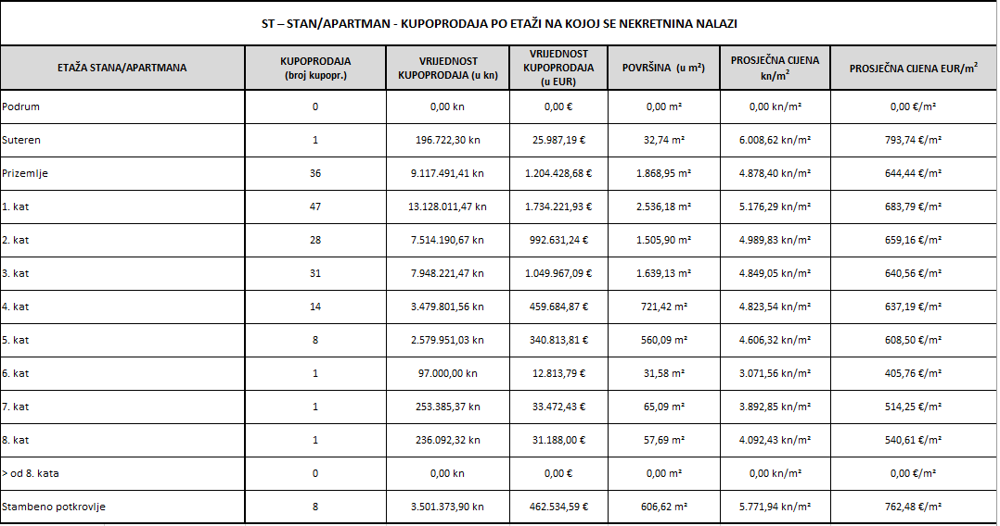 ST – STAN/APARTMAN - KUPOPRODAJA PO ETAŽI NA KOJOJ SE NEKRETNINA NALAZI
ETAŽA STANA/APARTMANA KUPOPRODAJA (broj kupopr.) VRIJEDNOST KUPOPRODAJA (u kn) VRIJEDNOST KUPOPRODAJA (u EUR) POVRŠINA (u m²) PROSJEČNA CIJENA kn/m² PROSJEČNA CIJENA EUR/m²
Podrum 0 0,00 kn 0,00 € 0,00 m² 0,00 kn/m² 0,00 €/m²
Suteren 1 196.722,30 kn 25.987,19 € 32,74 m² 6.008,62 kn/m² 793,74 €/m²
Prizemlje 36 9.117.491,41 kn 1.204.428,68 € 1.868,95 m² 4.878,40 kn/m² 644,44 €/m²
1. kat 47 13.128.011,47 kn 1.734.221,93 € 2.536,18 m² 5.176,29 kn/m² 683,79 €/m²
2. kat 28 7.514.190,67 kn 992.631,24 € 1.505,90 m² 4.989,83 kn/m² 659,16 €/m²
3. kat 31 7.948.221,47 kn 1.049.967,09 € 1.639,13 m² 4.849,05 kn/m² 640,56 €/m²
4. kat 14 3.479.801,56 kn 459.684,87 € 721,42 m² 4.823,54 kn/m² 637,19 €/m²
5. kat 8 2.579.951,03 kn 340.813,81 € 560,09 m² 4.606,32 kn/m² 608,50 €/m²
6. kat 1 97.000,00 kn 12.813,79 € 31,58 m² 3.071,56 kn/m² 405,76 €/m²
7. kat 1 253.385,37 kn 33.472,43 € 65,09 m² 3.892,85 kn/m² 514,25 €/m²
8. kat 1 236.092,32 kn 31.188,00 € 57,69 m² 4.092,43 kn/m² 540,61 €/m²
> od 8. kata 0 0,00 kn 0,00 € 0,00 m² 0,00 kn/m² 0,00 €/m²
Stambeno potkrovlje 8 3.501.373,90 kn 462.534,59 € 606,62 m² 5.771,94 kn/m² 762,48 €/m²